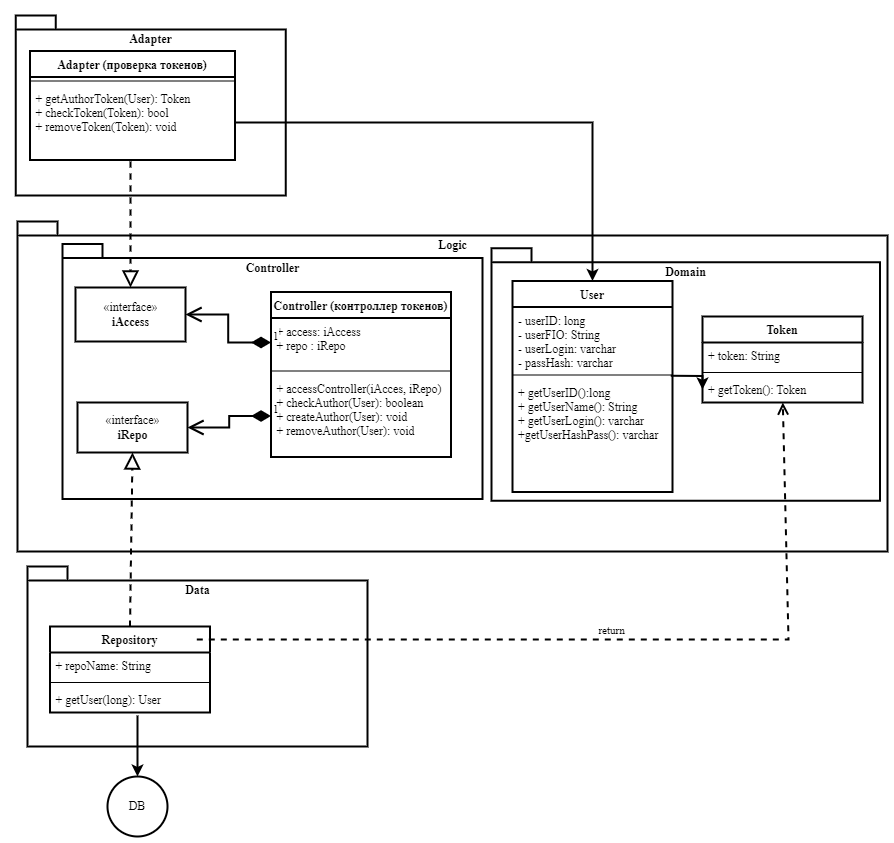 Adapter
Adapter (проверка токенов)
+ getAuthorToken(User): Token
+ checkToken(Token): bool
+ removeToken(Token): void
Logic
Controller
«interface»
iAccess
Controller (контроллер токенов)
1
+ access: iAccess
+ repo : iRepo
+ accessController(iAcces, iRepo)
+ checkAuthor(User): boolean
1
+ createAuthor(User): void
+ removeAuthor(User): void
«interface»
iRepo
Domain
User
- userID: long
- userFIO: String
- userLogin: varchar
- passHash: varchar
+ getUserID():long
+ getUserName(): String
+ getUserLogin(): varchar
+getUserHashPass(): varchar
Token
+ token: String
+ getToken(): Token
Data
Repository
+ repoName: String
+ getUser(long): User
return
DB